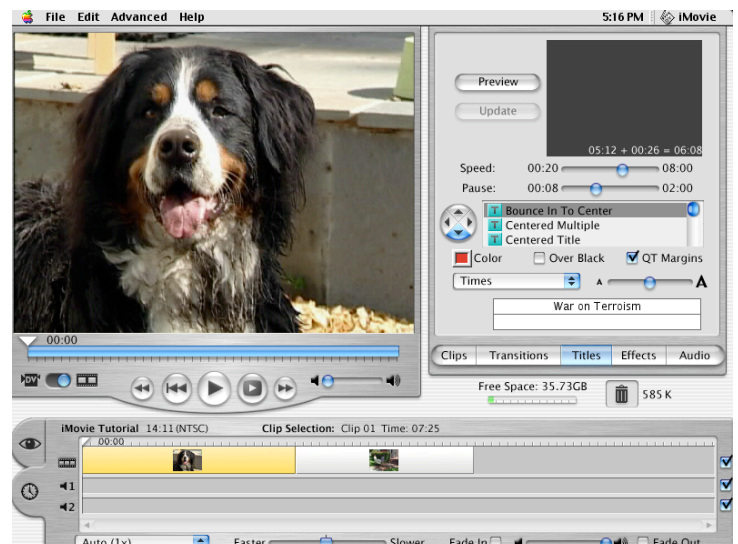 File Edit Advanced Help 5:16 PM iMovie
Preview
Update
05:12 + 00:26 = 06:08
Speed: 00:20 08:00
Pause: 00:08 02:00
T Bounce In To Center
T Centered Multiple
T Centered Title
Color Over Black QT Margins
Times A A
War on Terroism
00:00
Clips Transitions Titles Effects Audio
DV
Free Space: 35.73GB
585 K
iMovie Tutorial 14:11 (NTSC) Clip Selection: Clip 01 Time: 07:25
00:00
1
2
Auto (1x) Faster Slower Fade In Fade Out